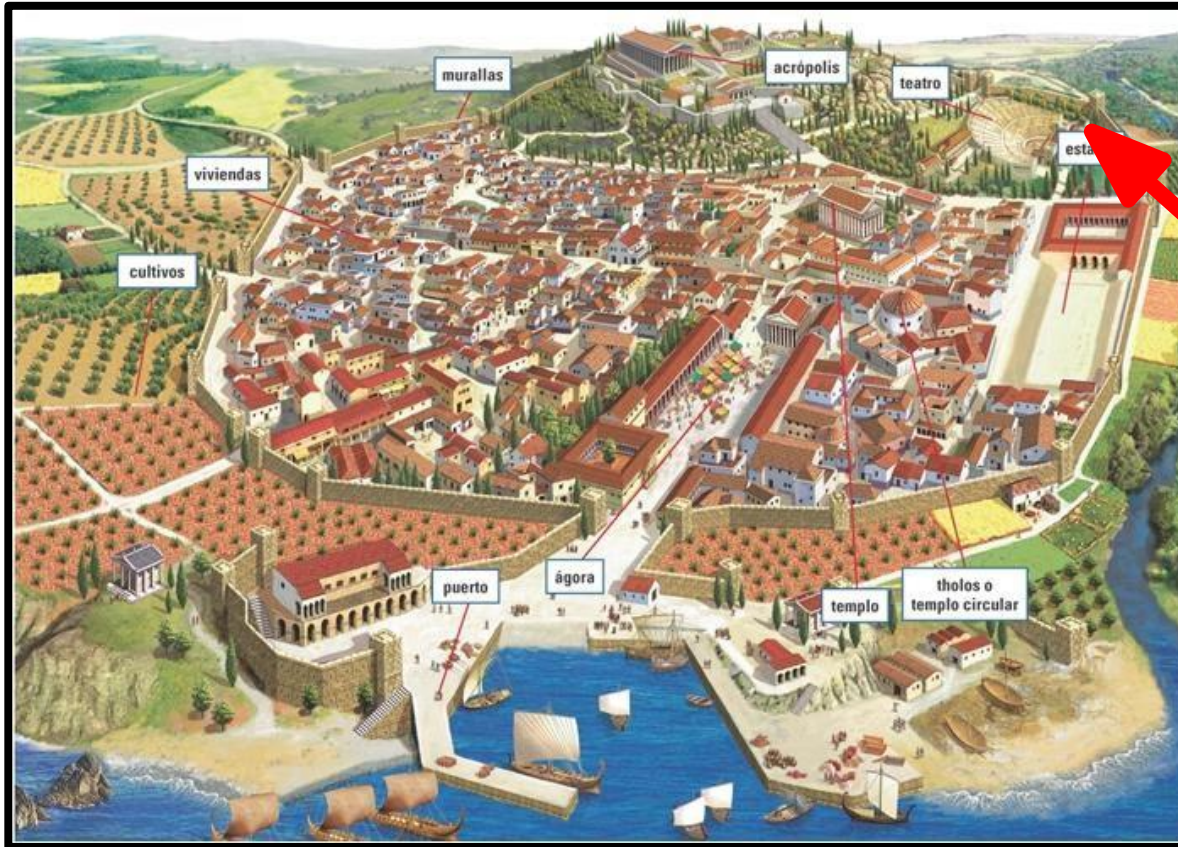 acrópolis
murallas
teatro
viviendas
cultivos
puerto
ágora
templo
tholos o
templo circular